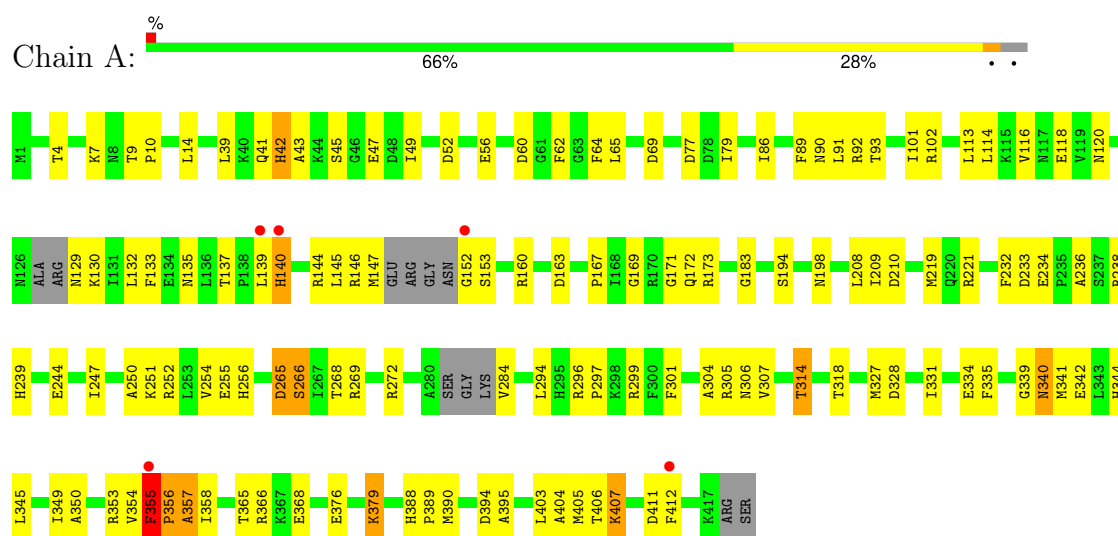 %
Chain A:
66% 28% • •
M1 T4 K7 N8 T9 P10 L14 L39 K40 Q41 H42 A43 K44 S45 G46 E47 D48 I49 D52 E56 D60 G61 F62 G63 F64 L65 D69 D77 D78 I79 I86 F89 N90 L91 R92 T93 I101 R102 L113 L114 K115 V116 N117 E118 V119 N120
N126 ALA ARG N129 K130 I131 L132 F133 E134 N135 L136 T137 P138 L139 H140 R144 L145 R146 M147 GLU ARG GLY ASN G152 S153 R160 D163 P167 I168 G169 R170 G171 Q172 R173 G183 S194 N198 L208 I209 D210 M219 Q220 R221 F232 D233 E234 P235 A236 S237
H239 E244 I247 A250 K251 R252 L253 V254 E255 H256 D265 S266 I267 T268 R269 R272 A280 SER GLY LYS V284 L294 H295 R296 P297 K298 R299 F300 F301 A304 R305 N306 V307 T314 T318 M327 D328 I331 E334 F335 G339 N340 M341 E342 L343
L345 I349 A350 R353 V354 F355 P356 A357 I358 T365 R366 K367 E368 E376 K379 H388 P389 M390 D394 A395 L403 A404 M405 T406 K407 D411 F412 K417 ARG SER